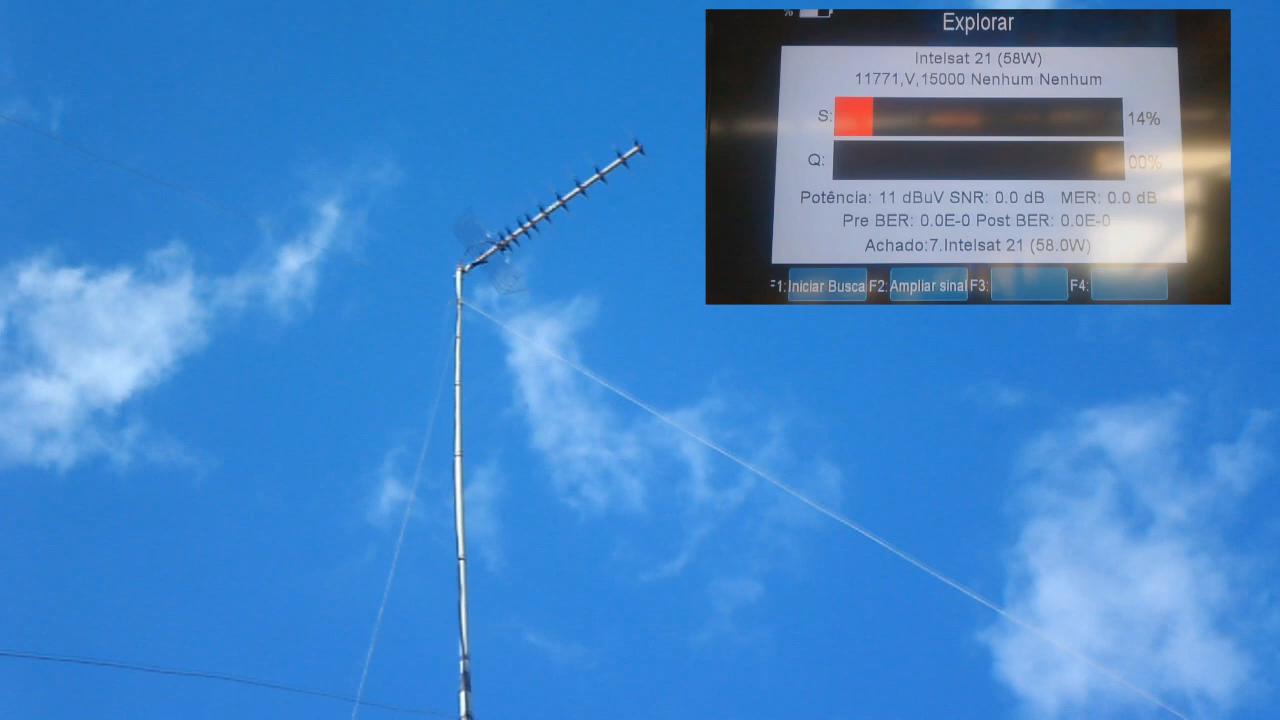 %
Explorar
Intelsat 21 (58W)
11771,V,15000 Nenhum Nenhum
S: 14%
Q: 00%
Potência: 11 dBuV SNR: 0.0 dB MER: 0.0 dB
Pre BER: 0.0E-0 Post BER: 0.0E-0
Achado:7.Intelsat 21 (58.0W)
F1: Iniciar Busca F2: Ampliar sinal F3: F4: